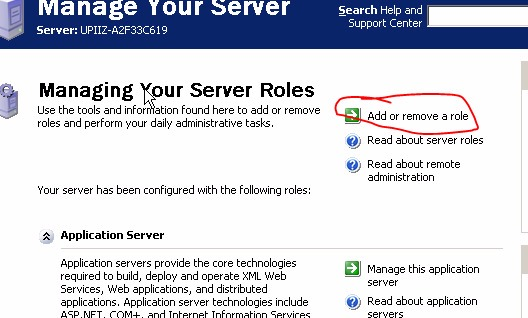 Manage Your Server
Server: UPIIZ-A2F33C619
Search Help and
Support Center
Managing Your Server Roles
Use the tools and information found here to add or remove
roles and perform your daily administrative tasks.
Add or remove a role
Read about server roles
Read about remote
administration
Your server has been configured with the following roles:
Application Server
Application servers provide the core technologies
required to build, deploy and operate XML Web
Services, Web applications, and distributed
applications. Application server technologies include
ASP.NET, COM+, and Internet Information Services
Manage this application
server
Read about application
servers